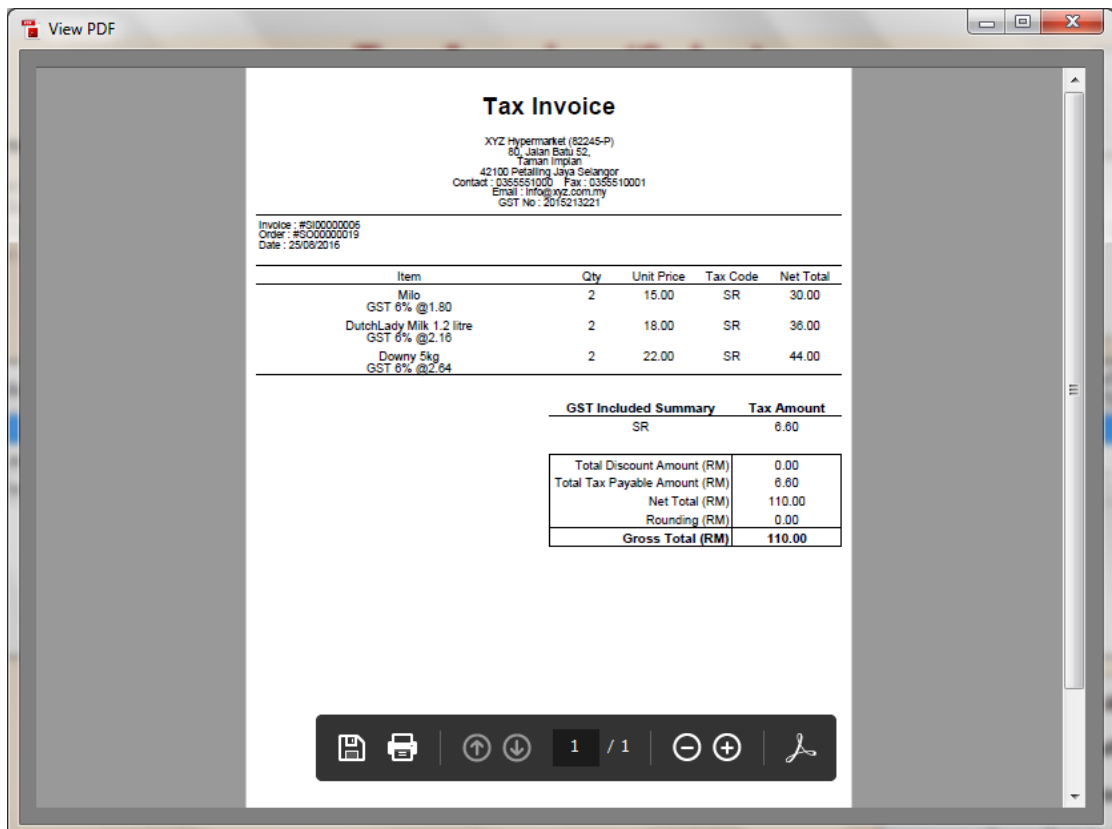 View PDF
Tax Invoice
XYZ Hypermarket (82245-P)
80, Jalan Batu 52,
Taman Impian
42100 Petaling Jaya Selangor
Contact : 0355551000 Fax : 0355510001
Email : info@xyz.com.my
GST No : 2015213221
Invoice : #SI00000006
Order : #SO00000019
Date : 25/08/2016
Item Qty Unit Price Tax Code Net Total
Milo 2 15.00 SR 30.00
GST 6% @1.80
DutchLady Milk 1.2 litre 2 18.00 SR 36.00
GST 6% @2.16
Downy 5kg 2 22.00 SR 44.00
GST 6% @2.64
GST Included Summary Tax Amount
SR 6.60
Total Discount Amount (RM) 0.00
Total Tax Payable Amount (RM) 6.60
Net Total (RM) 110.00
Rounding (RM) 0.00
Gross Total (RM) 110.00
1 / 1